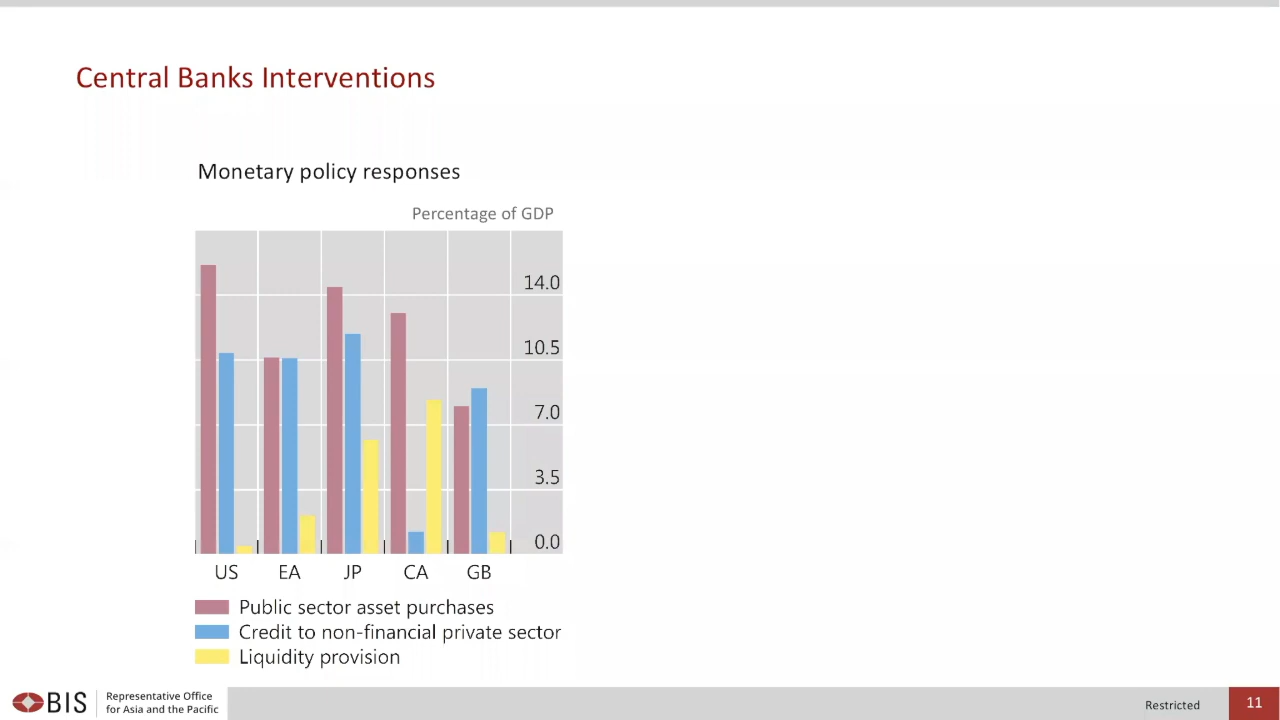 Central Banks Interventions
Monetary policy responses
Percentage of GDP
14.0
10.5
7.0
3.5
0.0
US EA JP CA GB
Public sector asset purchases
Credit to non-financial private sector
Liquidity provision
BIS
Representative Office
for Asia and the Pacific
Restricted
11